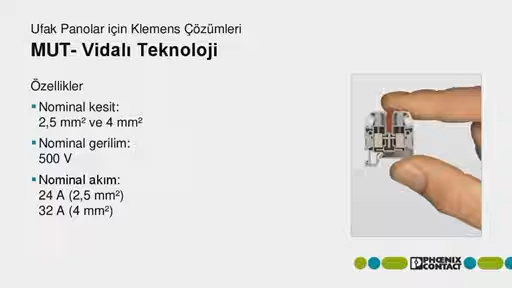 Ufak Panolar için Klemens Çözümleri
MUT- Vidalı Teknoloji
Özellikler
▪ Nominal kesit:
2,5 mm² ve 4 mm²
▪ Nominal gerilim:
500 V
▪ Nominal akım:
24 A (2,5 mm²)
32 A (4 mm²)
PHŒNIX
CONTACT